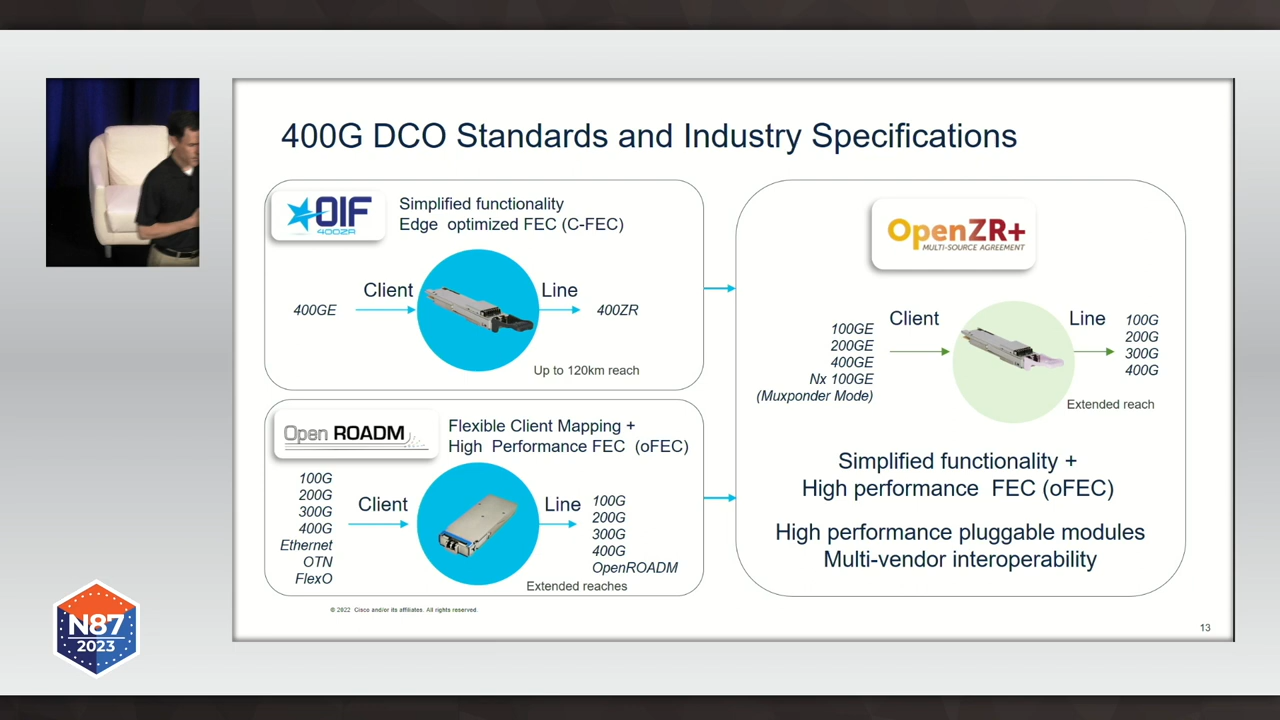 400G DCO Standards and Industry Specifications
OIF
400ZR
Simplified functionality
Edge optimized FEC (C-FEC)
Client
Line
400GE
400ZR
Up to 120km reach
Open ROADM
Flexible Client Mapping +
High Performance FEC (oFEC)
100G
200G
300G
400G
Ethernet
OTN
FlexO
Client
Line
100G
200G
300G
400G
OpenROADM
Extended reaches
OpenZR+
MULTI-SOURCE AGREEMENT
100GE
200GE
400GE
Nx 100GE
(Muxponder Mode)
Client
Line
100G
200G
300G
400G
Extended reach
Simplified functionality +
High performance FEC (oFEC)
High performance pluggable modules
Multi-vendor interoperability
© 2022 Cisco and/or its affiliates. All rights reserved.
13
N87
2023